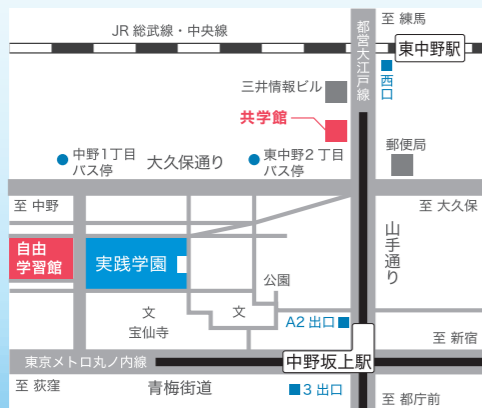 至 練馬
JR 総武線・中央線
東中野駅
都営大江戸線
西口
三井情報ビル
共学館
郵便局
中野1丁目
バス停
大久保通り
東中野2 丁目
バス停
至 中野
至 大久保
山手通り
自由
学習館
実践学園
公園
文
宝仙寺
文
A2 出口
至 新宿
東京メトロ丸ノ内線
中野坂上駅
至 荻窪
青梅街道
3 出口
至 都庁前